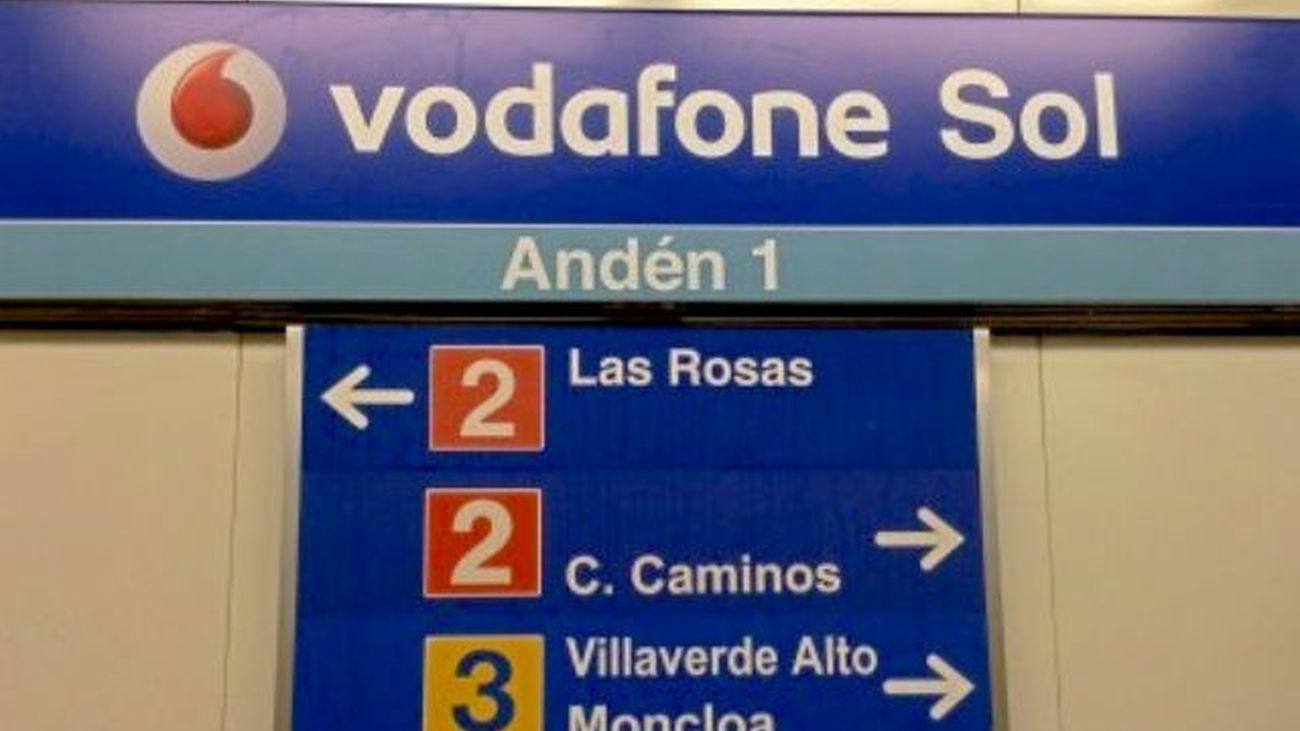 vodafone Sol
Andén 1
2 Las Rosas
2 C. Caminos
3 Villaverde Alto
Moncloa